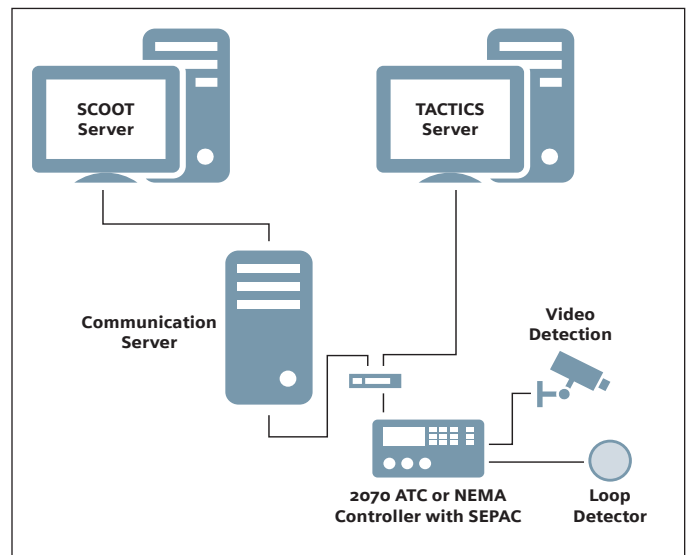 SCOOT
Server
TACTICS
Server
Communication
Server
Video
Detection
2070 ATC or NEMA
Controller with SEPAC
Loop
Detector